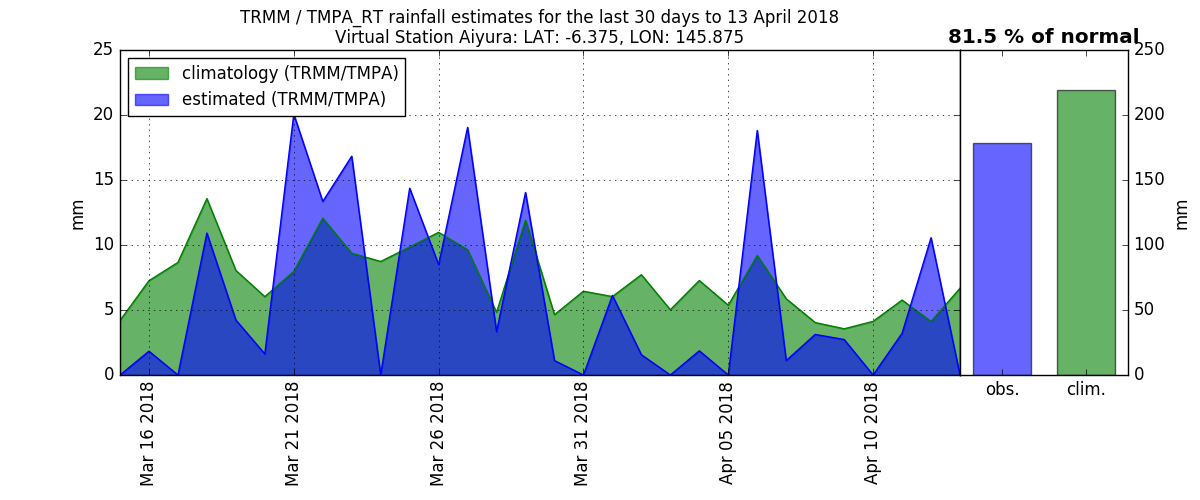 TRMM / TMPA_RT rainfall estimates for the last 30 days to 13 April 2018
Virtual Station Aiyura: LAT: -6.375, LON: 145.875
81.5 % of normal
climatology (TRMM/TMPA)
estimated (TRMM/TMPA)
25
20
15
10
5
0
mm
Mar 16 2018
Mar 21 2018
Mar 26 2018
Mar 31 2018
Apr 05 2018
Apr 10 2018
obs.
clim.
250
200
150
100
50
0
mm